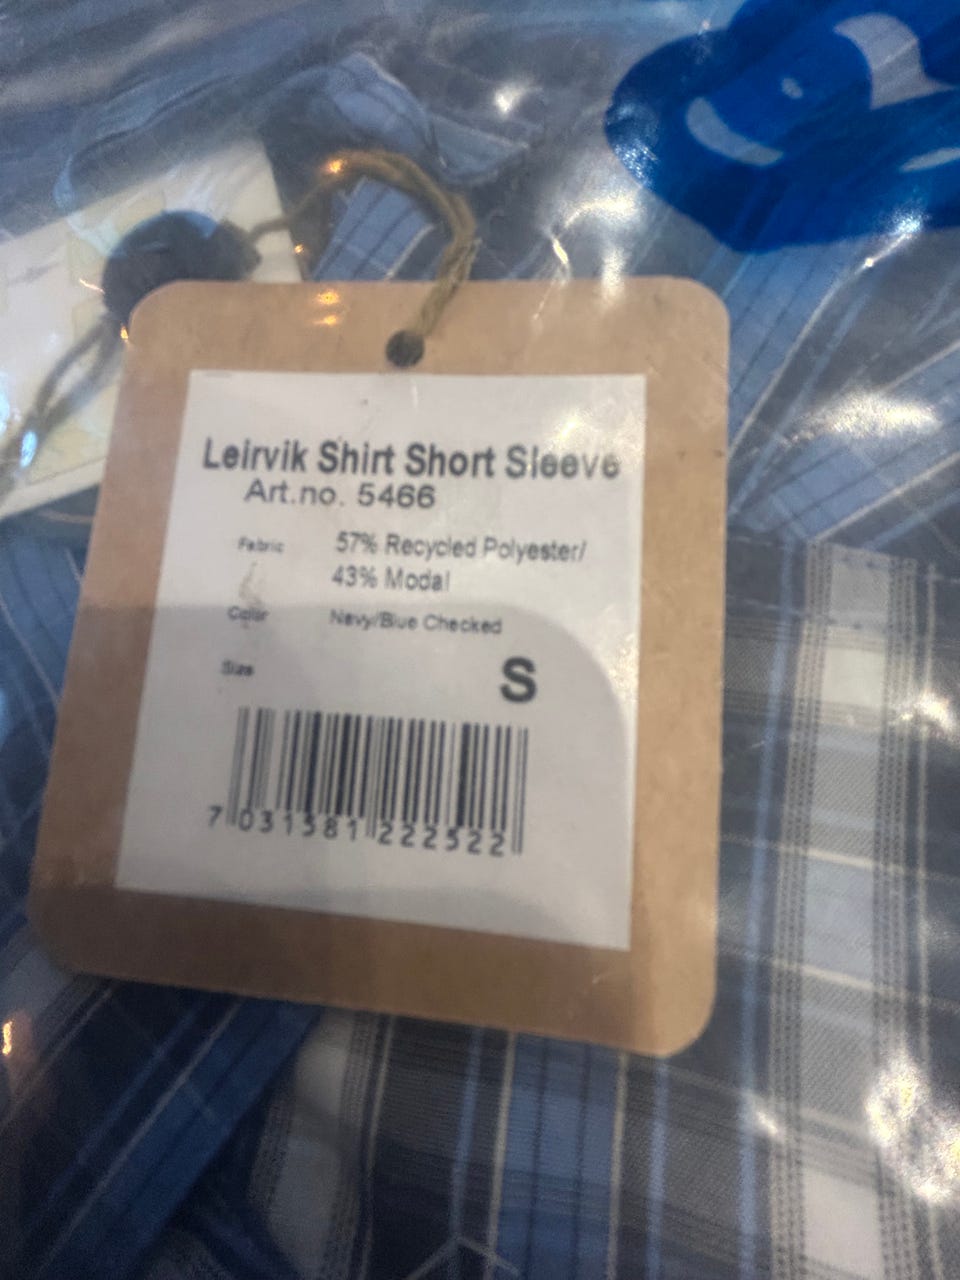 Leirvik Shirt Short Sleeve
Art.no. 5466
Fabric 57% Recycled Polyester/
43% Modal
Color Navy/Blue Checked
Size S
7 031581 222522